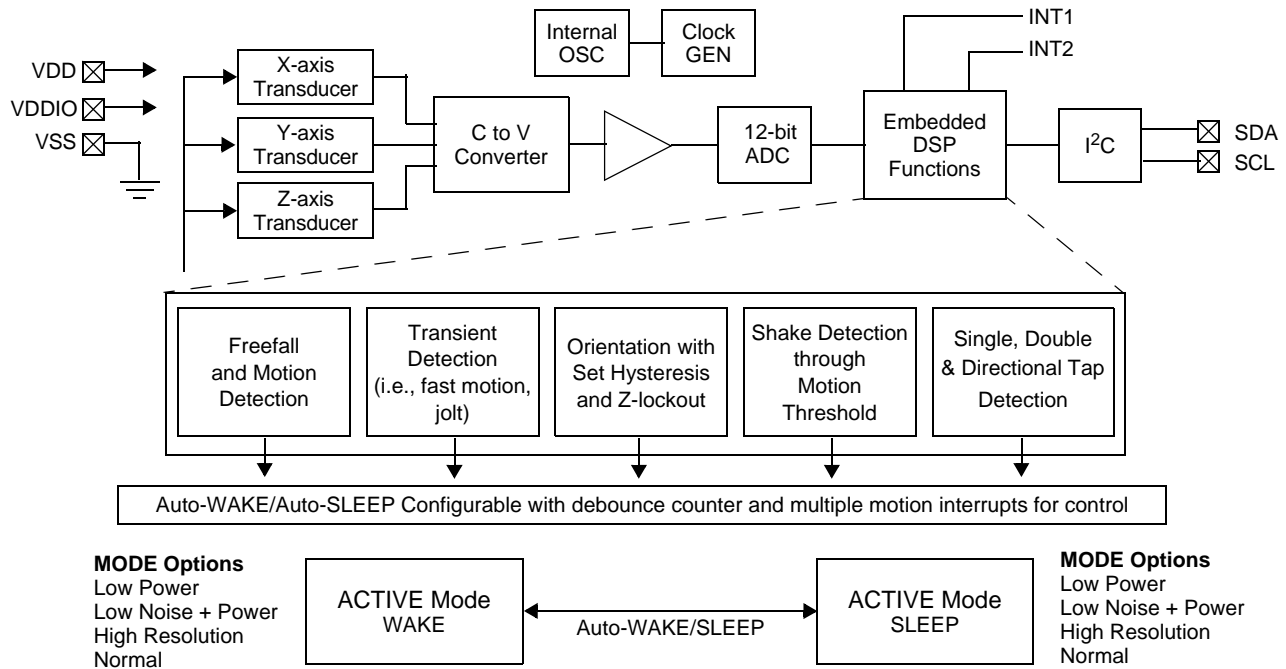 Internal
OSC
Clock
GEN
INT1
INT2
VDD
VDDIO
VSS
X-axis
Transducer
Y-axis
Transducer
Z-axis
Transducer
C to V
Converter
12-bit
ADC
Embedded
DSP
Functions
I²C
SDA
SCL
Freefall
and Motion
Detection
Transient
Detection
(i.e., fast motion,
jolt)
Orientation with
Set Hysteresis
and Z-lockout
Shake Detection
through
Motion
Threshold
Single, Double
& Directional Tap
Detection
Auto-WAKE/Auto-SLEEP Configurable with debounce counter and multiple motion interrupts for control
MODE Options
Low Power
Low Noise + Power
High Resolution
Normal
ACTIVE Mode
WAKE
Auto-WAKE/SLEEP
ACTIVE Mode
SLEEP
MODE Options
Low Power
Low Noise + Power
High Resolution
Normal